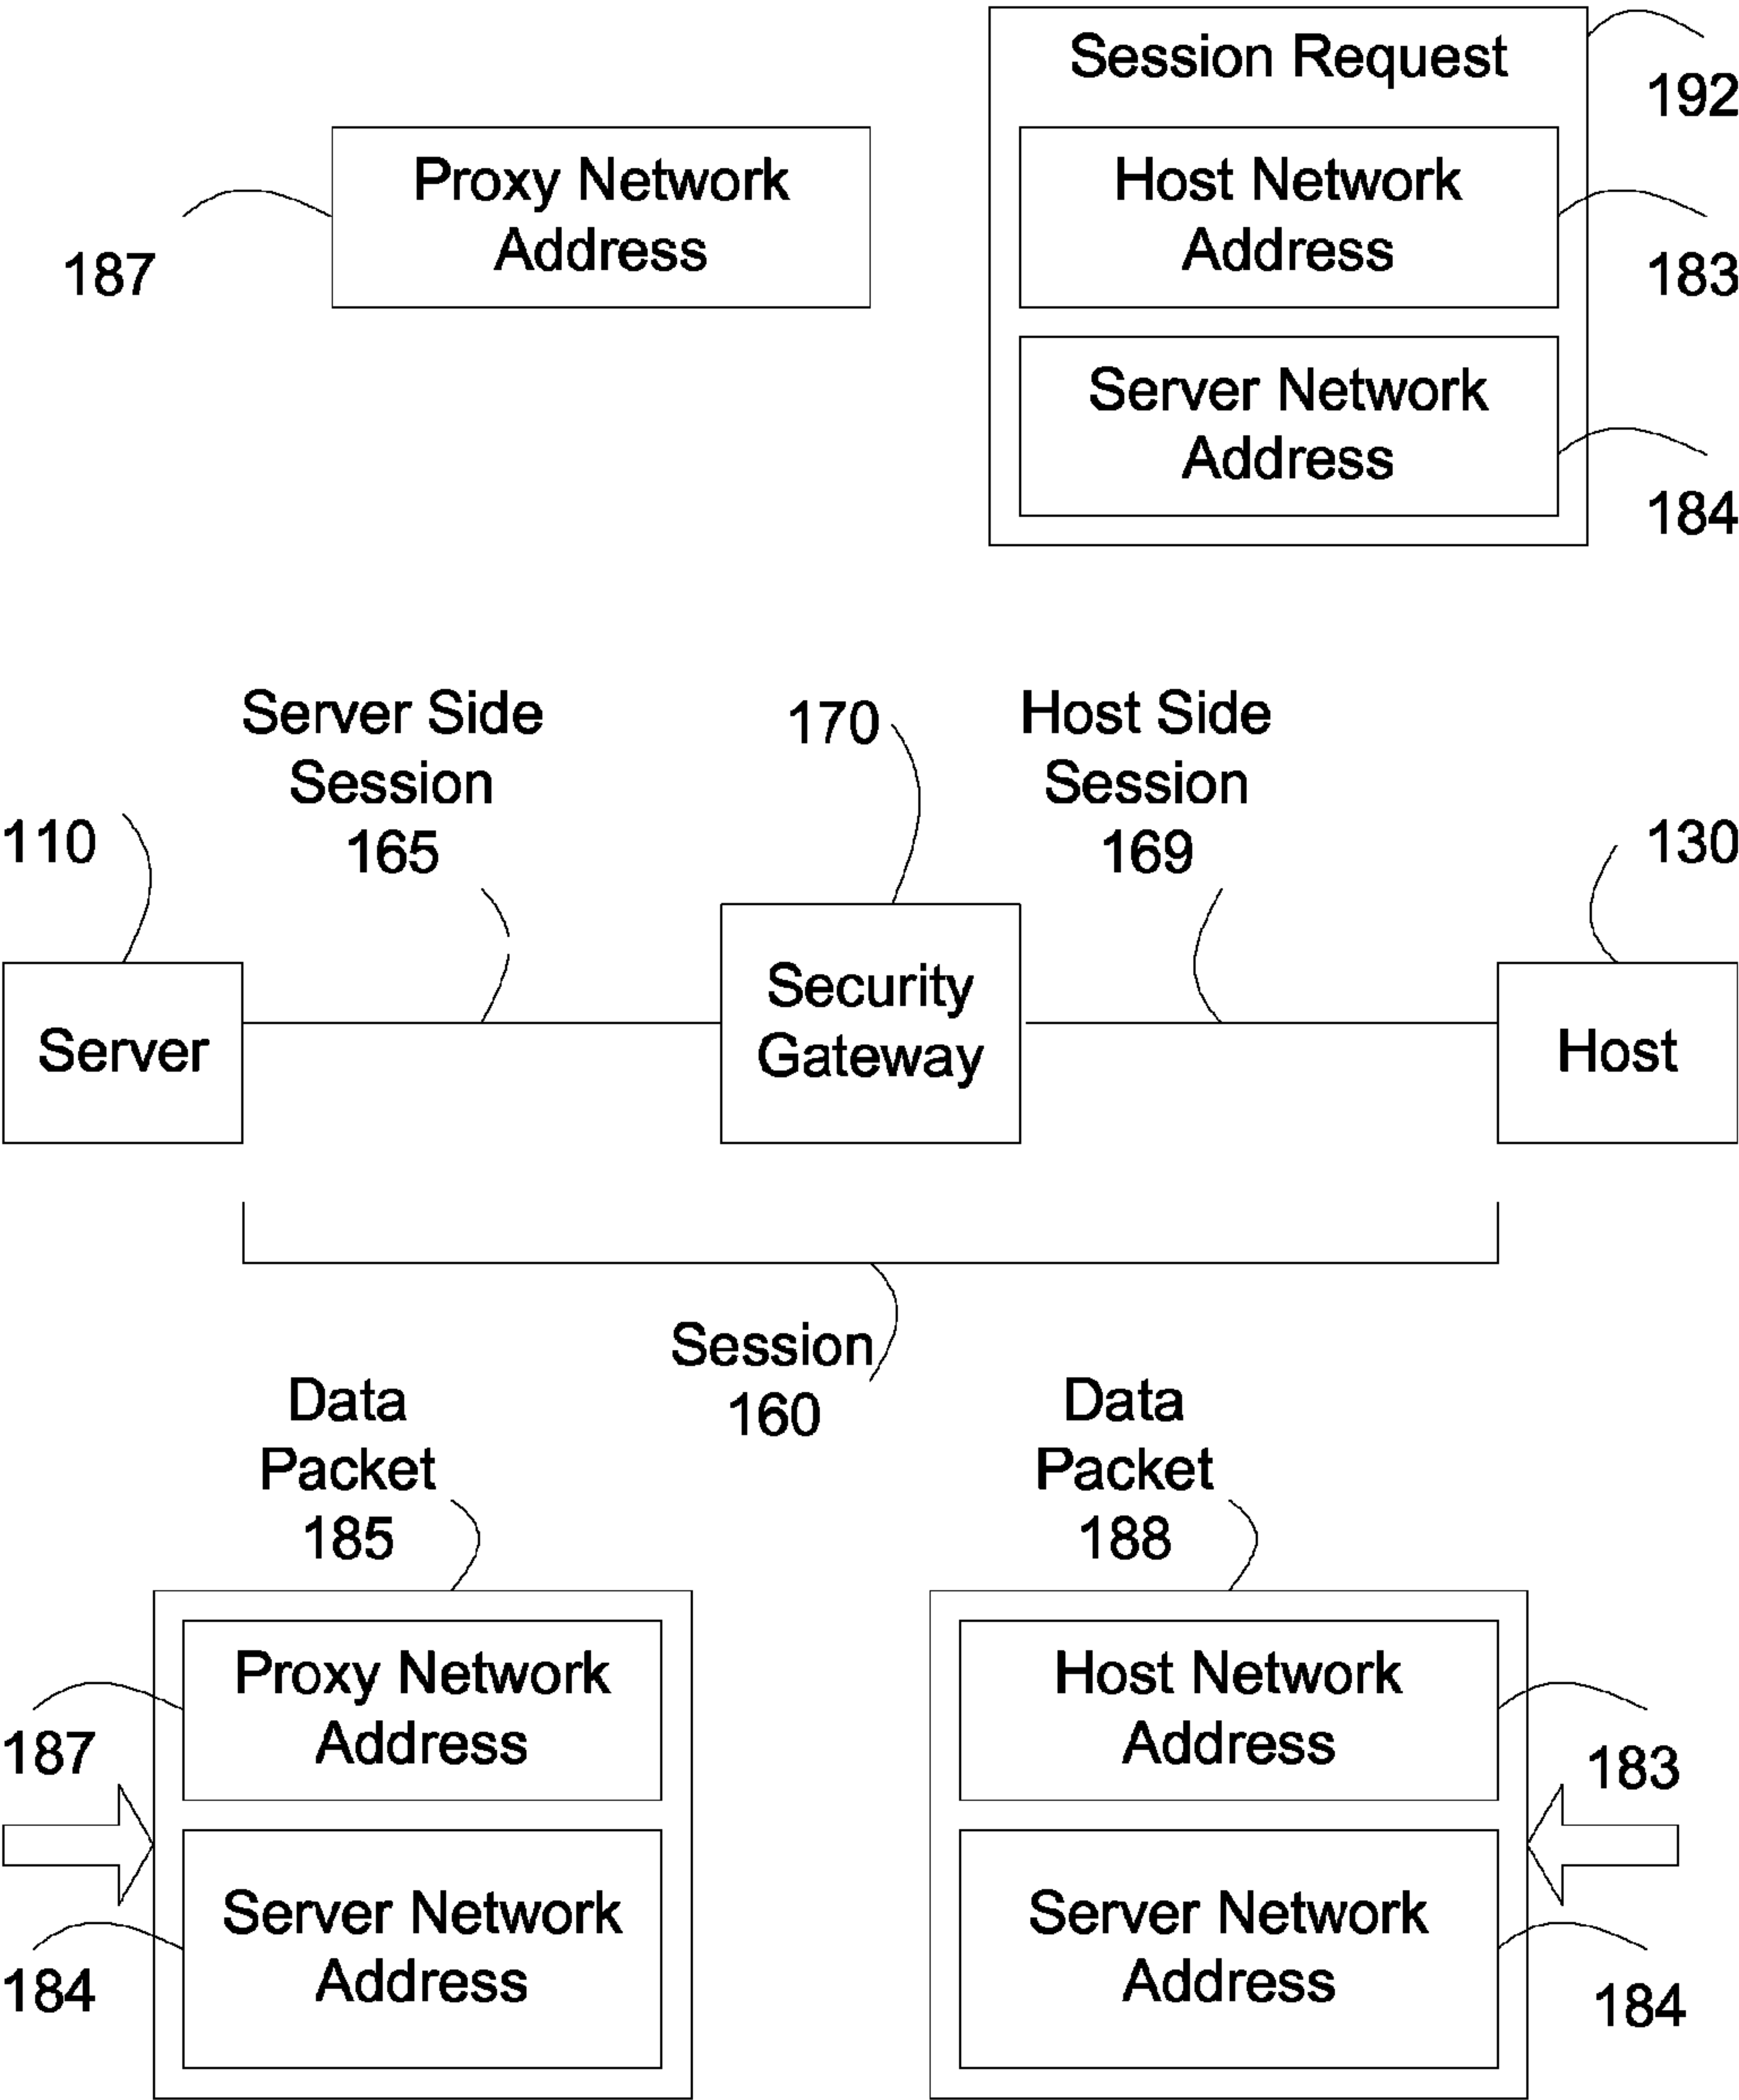 Session Request
192
Proxy Network
Address
187
Host Network
Address
183
Server Network
Address
184
Server Side
Session
165
170
Host Side
Session
169
110
130
Server
Security
Gateway
Host
Session
160
Data
Packet
185
Data
Packet
188
Proxy Network
Address
187
Server Network
Address
184
Host Network
Address
183
Server Network
Address
184